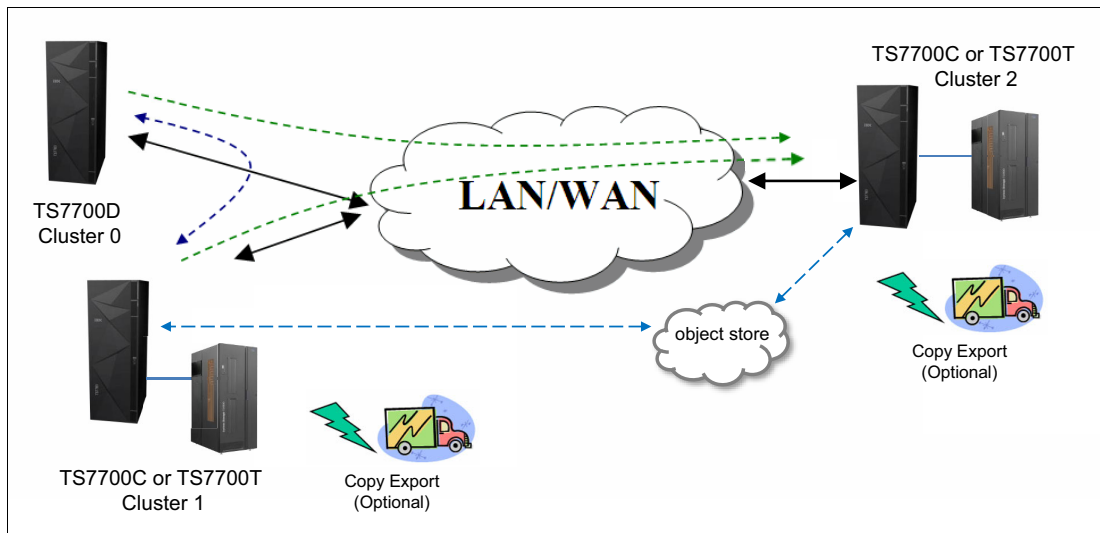 TS7700C or TS7700T
Cluster 2
LAN/WAN
TS7700D
Cluster 0
object store
Copy Export
(Optional)
TS7700C or TS7700T
Cluster 1
Copy Export
(Optional)